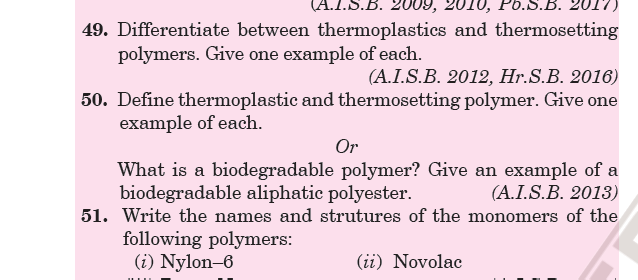 (A.I.S.B. 2009, 2010, Pb.S.B. 2017)
49. Differentiate between thermoplastics and thermosetting
polymers. Give one example of each.
(A.I.S.B. 2012, Hr.S.B. 2016)
50. Define thermoplastic and thermosetting polymer. Give one
example of each.
Or
What is a biodegradable polymer? Give an example of a
biodegradable aliphatic polyester. (A.I.S.B. 2013)
51. Write the names and strutures of the monomers of the
following polymers:
(i) Nylon–6 (ii) Novolac